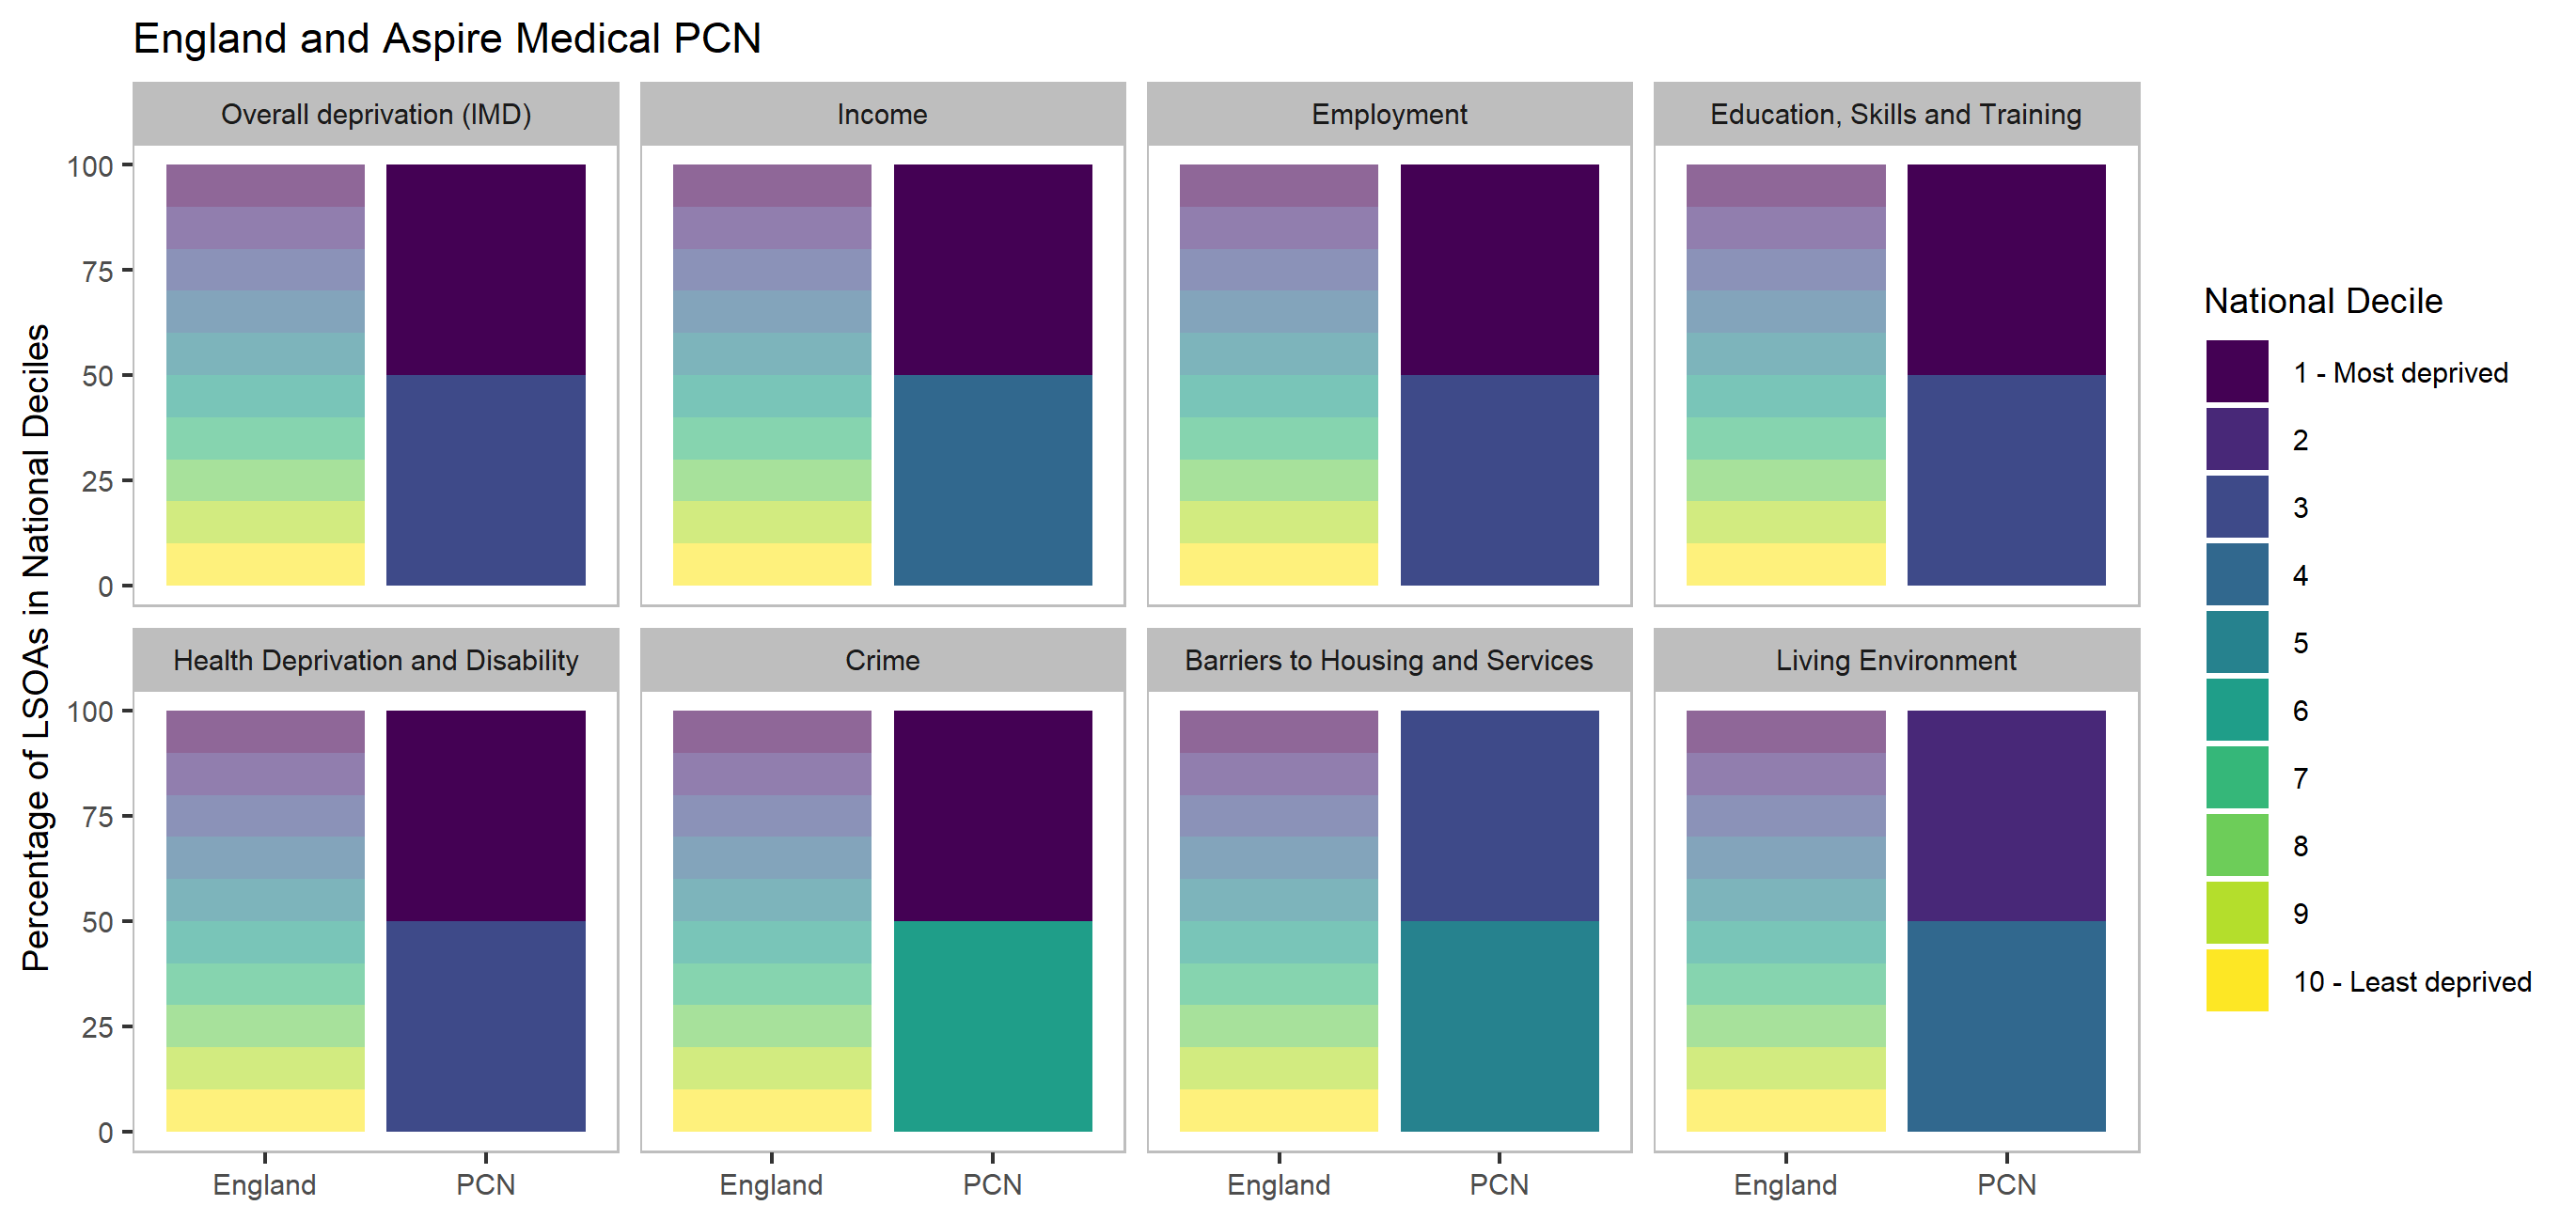 England and Aspire Medical PCN
Overall deprivation (IMD)
Income
Employment
Education, Skills and Training
100
75
50
25
0
Health Deprivation and Disability
Crime
Barriers to Housing and Services
Living Environment
100
75
50
25
0
England
PCN
England
PCN
England
PCN
England
PCN
Percentage of LSOAs in National Deciles
National Decile
1 - Most deprived
2
3
4
5
6
7
8
9
10 - Least deprived